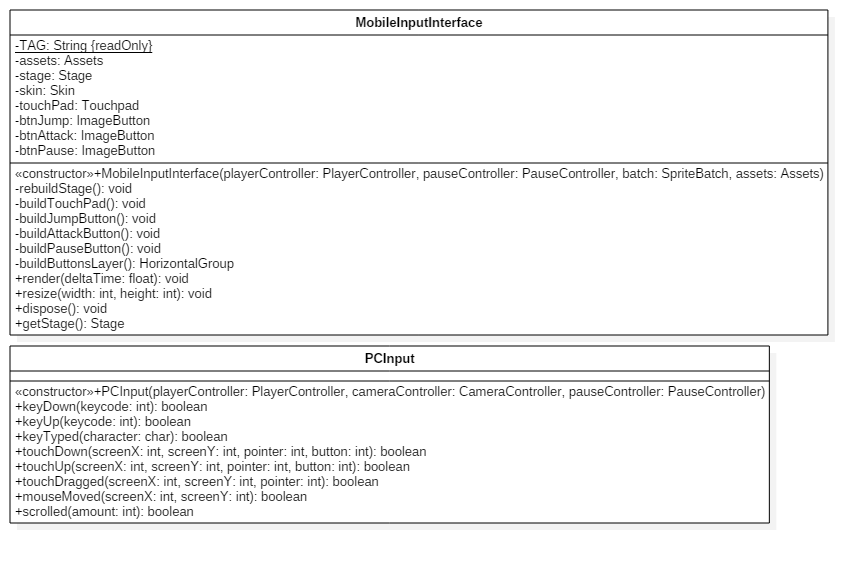 MobileInputInterface
-TAG: String {readOnly}
-assets: Assets
-stage: Stage
-skin: Skin
-touchPad: Touchpad
-btnJump: ImageButton
-btnAttack: ImageButton
-btnPause: ImageButton
«constructor»+MobileInputInterface(playerController: PlayerController, pauseController: PauseController, batch: SpriteBatch, assets: Assets)
-rebuildStage(): void
-buildTouchPad(): void
-buildJumpButton(): void
-buildAttackButton(): void
-buildPauseButton(): void
-buildButtonsLayer(): HorizontalGroup
+render(deltaTime: float): void
+resize(width: int, height: int): void
+dispose(): void
+getStage(): Stage
PCInput
«constructor»+PCInput(playerController: PlayerController, cameraController: CameraController, pauseController: PauseController)
+keyDown(keycode: int): boolean
+keyUp(keycode: int): boolean
+keyTyped(character: char): boolean
+touchDown(screenX: int, screenY: int, pointer: int, button: int): boolean
+touchUp(screenX: int, screenY: int, pointer: int, button: int): boolean
+touchDragged(screenX: int, screenY: int, pointer: int): boolean
+mouseMoved(screenX: int, screenY: int): boolean
+scrolled(amount: int): boolean